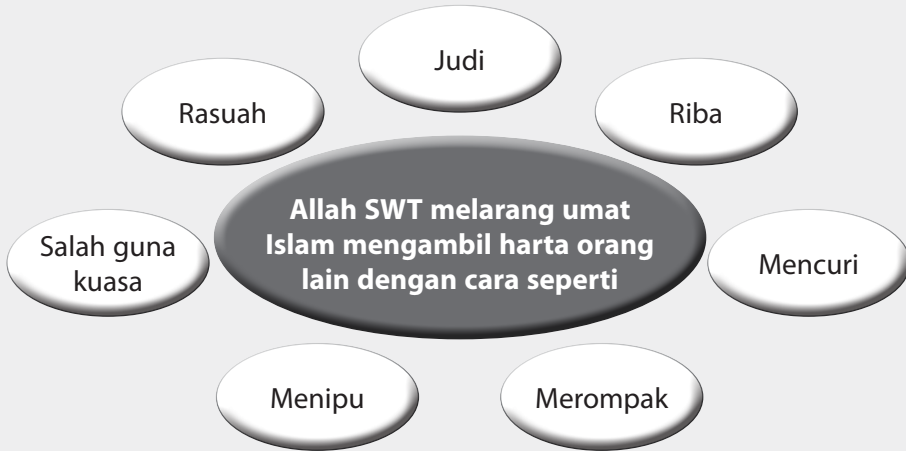 Judi
Rasuah
Riba
Allah SWT melarang umat
Islam mengambil harta orang
lain dengan cara seperti
Salah guna
kuasa
Mencuri
Menipu
Merompak